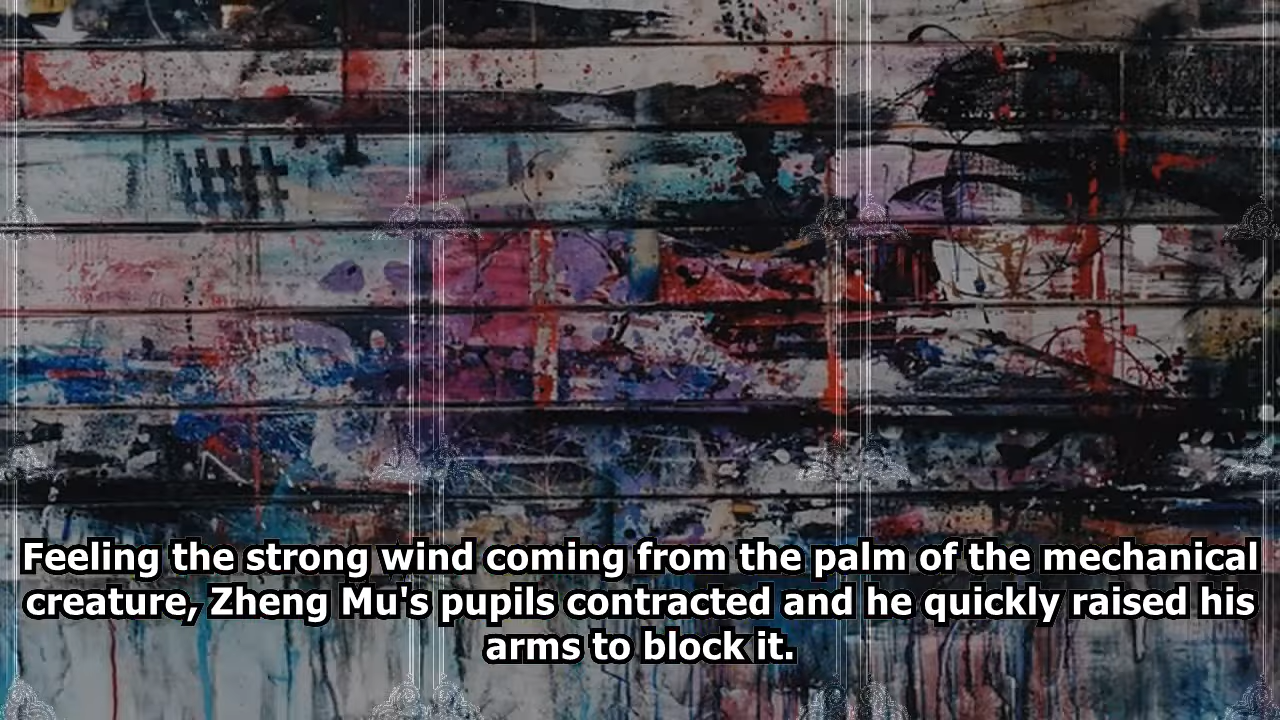 Feeling the strong wind coming from the palm of the mechanical
creature, Zheng Mu's pupils contracted and he quickly raised his
arms to block it.